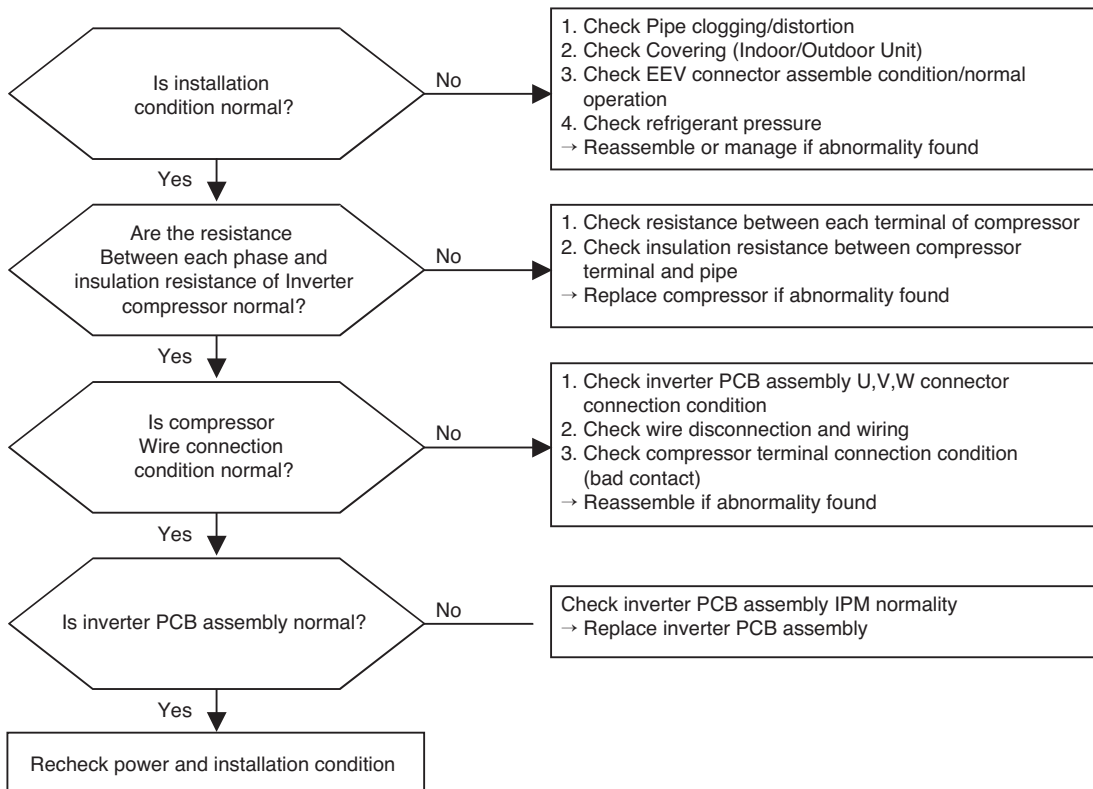 Is installation
condition normal?
No
1. Check Pipe clogging/distortion
2. Check Covering (Indoor/Outdoor Unit)
3. Check EEV connector assemble condition/normal
operation
4. Check refrigerant pressure
→ Reassemble or manage if abnormality found
Yes
Are the resistance
Between each phase and
insulation resistance of Inverter
compressor normal?
No
1. Check resistance between each terminal of compressor
2. Check insulation resistance between compressor
terminal and pipe
→ Replace compressor if abnormality found
Yes
Is compressor
Wire connection
condition normal?
No
1. Check inverter PCB assembly U,V,W connector
connection condition
2. Check wire disconnection and wiring
3. Check compressor terminal connection condition
(bad contact)
→ Reassemble if abnormality found
Yes
Is inverter PCB assembly normal?
No
Check inverter PCB assembly IPM normality
→ Replace inverter PCB assembly
Yes
Recheck power and installation condition